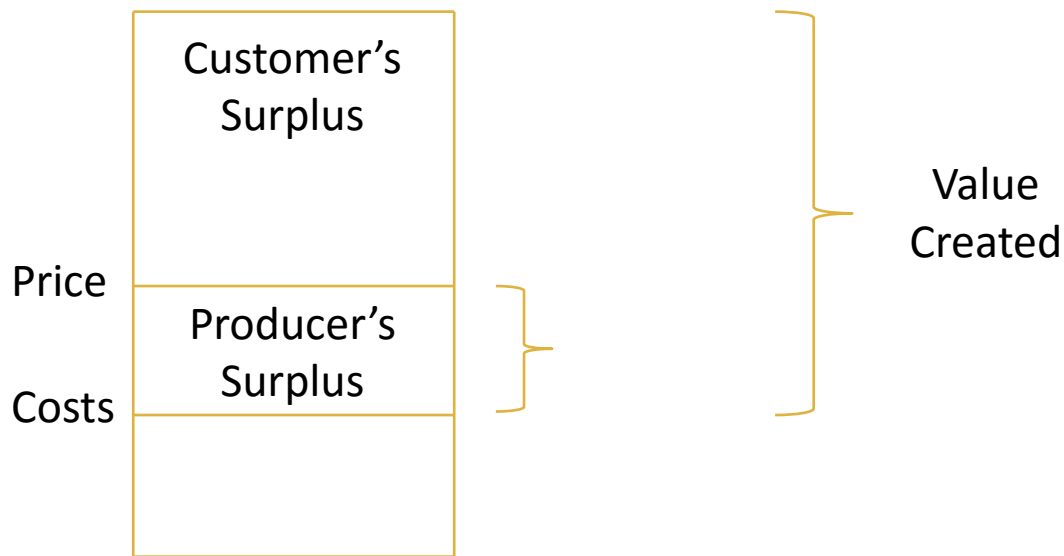 Customer’s
Surplus
Value
Created
Price
Producer’s
Surplus
Costs